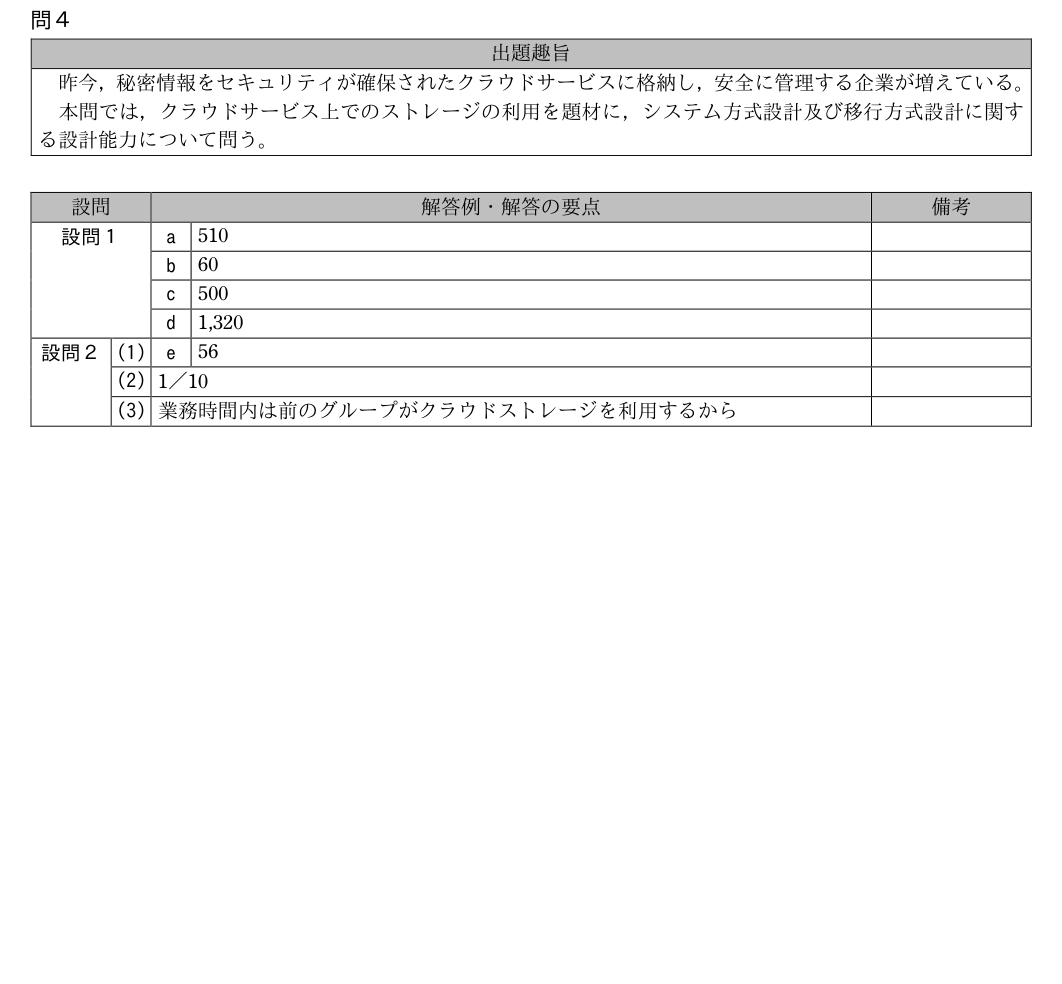 問4
出題趣旨
昨今，秘密情報をセキュリティが確保されたクラウドサービスに格納し，安全に管理する企業が増えている。
本問では，クラウドサービス上でのストレージの利用を題材に，システム方式設計及び移行方式設計に関す
る設計能力について問う。
設問 解答例・解答の要点 備考
設問1 a 510
b 60
c 500
d 1,320
設問2 (1) e 56
(2) 1／10
(3) 業務時間内は前のグループがクラウドストレージを利用するから